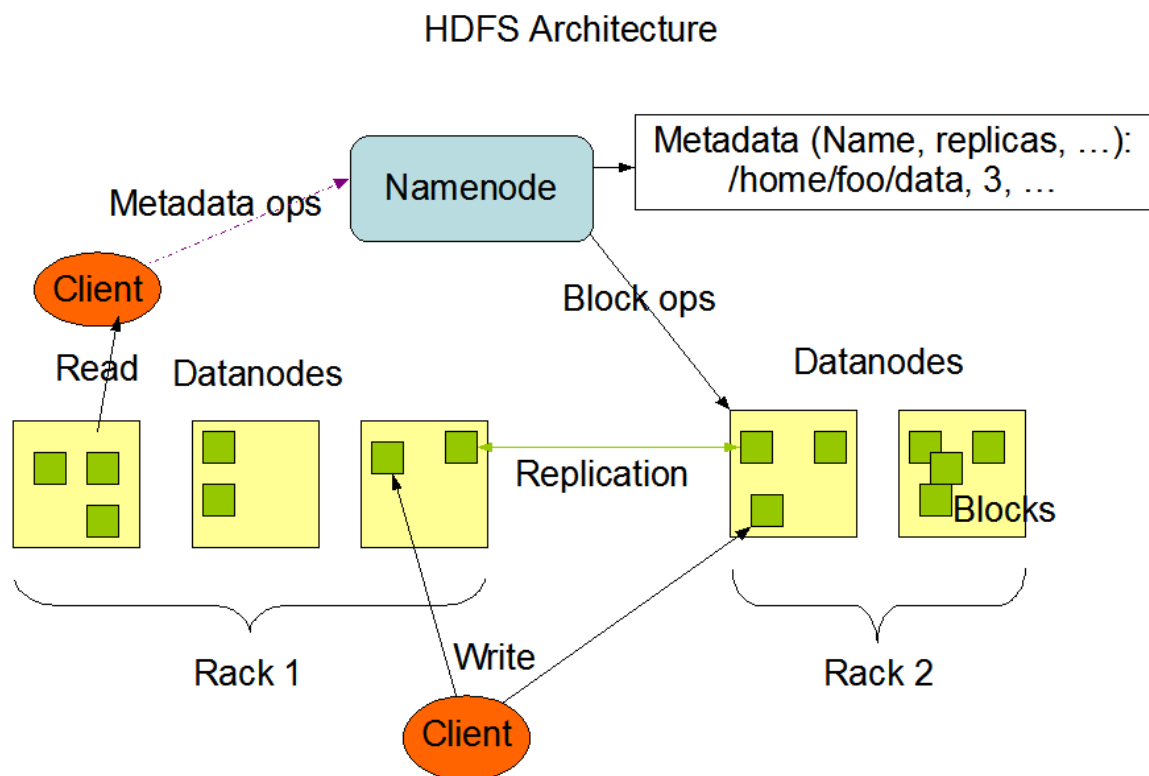 HDFS Architecture
Metadata (Name, replicas, …):
/home/foo/data, 3, …
Namenode
Metadata ops
Client
Block ops
Read
Datanodes
Datanodes
Replication
Blocks
Rack 1
Write
Rack 2
Client